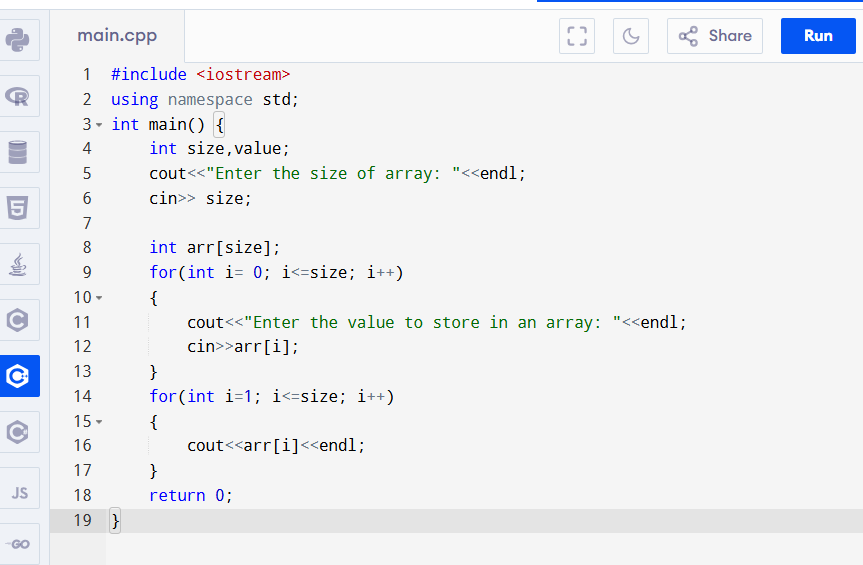 main.cpp
Share
Run
1 #include <iostream>
2 using namespace std;
3 int main() {
4     int size,value;
5     cout<<"Enter the size of array: "<<endl;
6     cin>> size;
7
8     int arr[size];
9     for(int i= 0; i<=size; i++)
10     {
11         cout<<"Enter the value to store in an array: "<<endl;
12         cin>>arr[i];
13     }
14     for(int i=1; i<=size; i++)
15     {
16         cout<<arr[i]<<endl;
17     }
18     return 0;
19 }
R
5
C
C
C
JS
GO